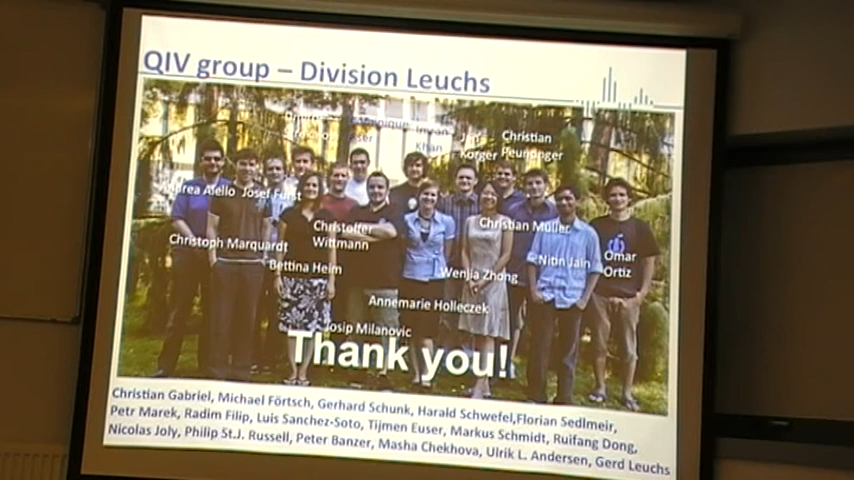 QIV group – Division Leuchs
Imran
Khan
Christian
Korger Peuntinger
Andrea Aiello Josef Fürst
Christoffer
Wittmann
Christian Müller
Christoph Marquardt
Bettina Heim
Wenjia Zhong
Nitin Jain
Omar
Ortiz
Annemarie Holleczek
Josip Milanovic
Thank you!
Christian Gabriel, Michael Förtsch, Gerhard Schunk, Harald Schwefel,Florian Sedlmeir,
Petr Marek, Radim Filip, Luis Sanchez-Soto, Tijmen Euser, Markus Schmidt, Ruifang Dong,
Nicolas Joly, Philip St.J. Russell, Peter Banzer, Masha Chekhova, Ulrik L. Andersen, Gerd Leuchs